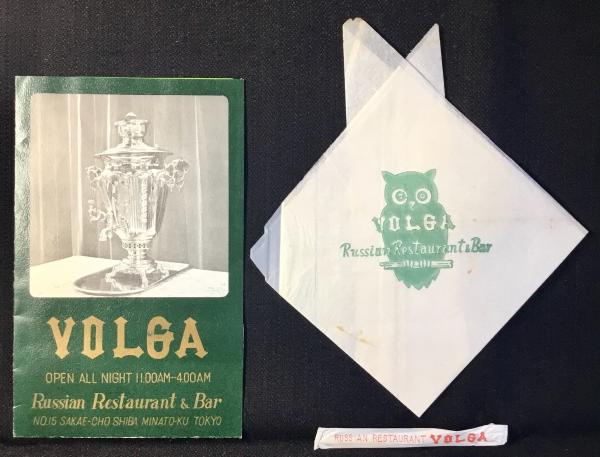 VOLGA
OPEN ALL NIGHT 11.00AM-4.00AM
Russian Restaurant & Bar
NO.15 SAKAE-CHO SHIBA MINATO-KU TOKYO
VOLGA
Russian Restaurant & Bar
RUSSIAN RESTAURANT VOLGA